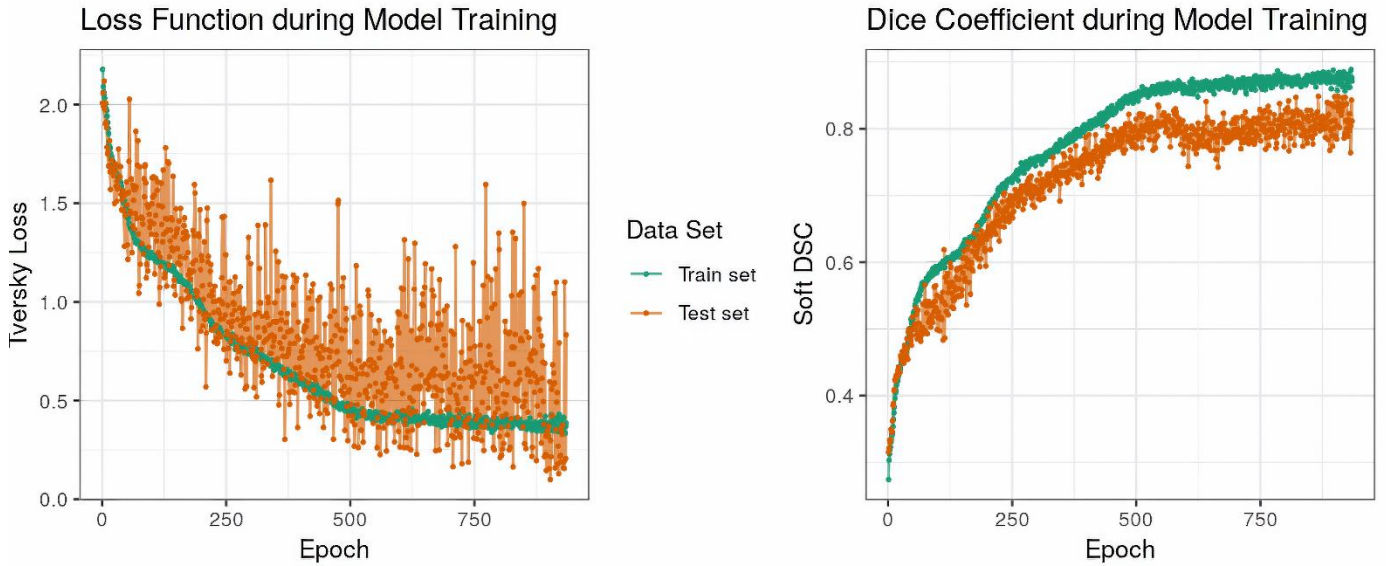 Loss Function during Model Training
2.0
1.5
1.0
0.5
0.0
Tversky Loss
0
250
500
750
Epoch
Data Set
Train set
Test set
Dice Coefficient during Model Training
0.8
0.6
0.4
Soft DSC
0
250
500
750
Epoch